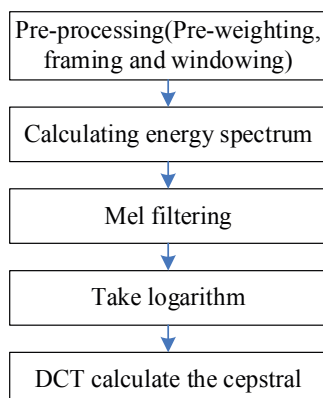 Pre-processing(Pre-weighting,
framing and windowing)
Calculating energy spectrum
Mel filtering
Take logarithm
DCT calculate the cepstral